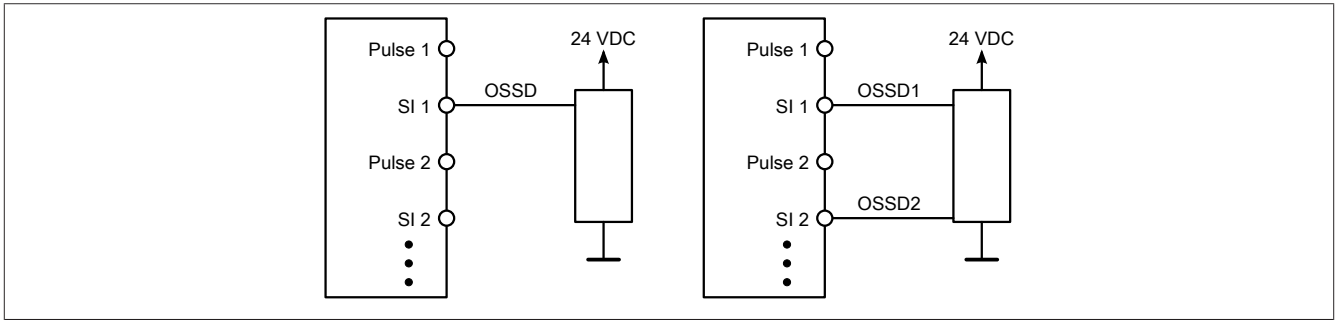 24 VDC
Pulse 1
OSSD
SI 1
Pulse 2
SI 2
24 VDC
Pulse 1
OSSD1
SI 1
Pulse 2
OSSD2
SI 2